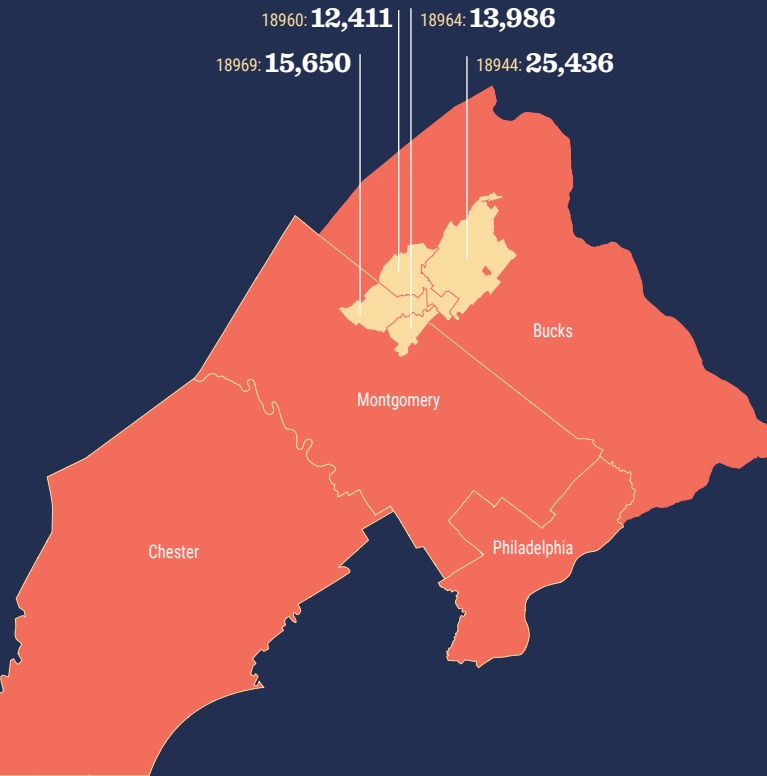 18960: 12,411
18964: 13,986
18969: 15,650
18944: 25,436
Bucks
Montgomery
Philadelphia
Chester